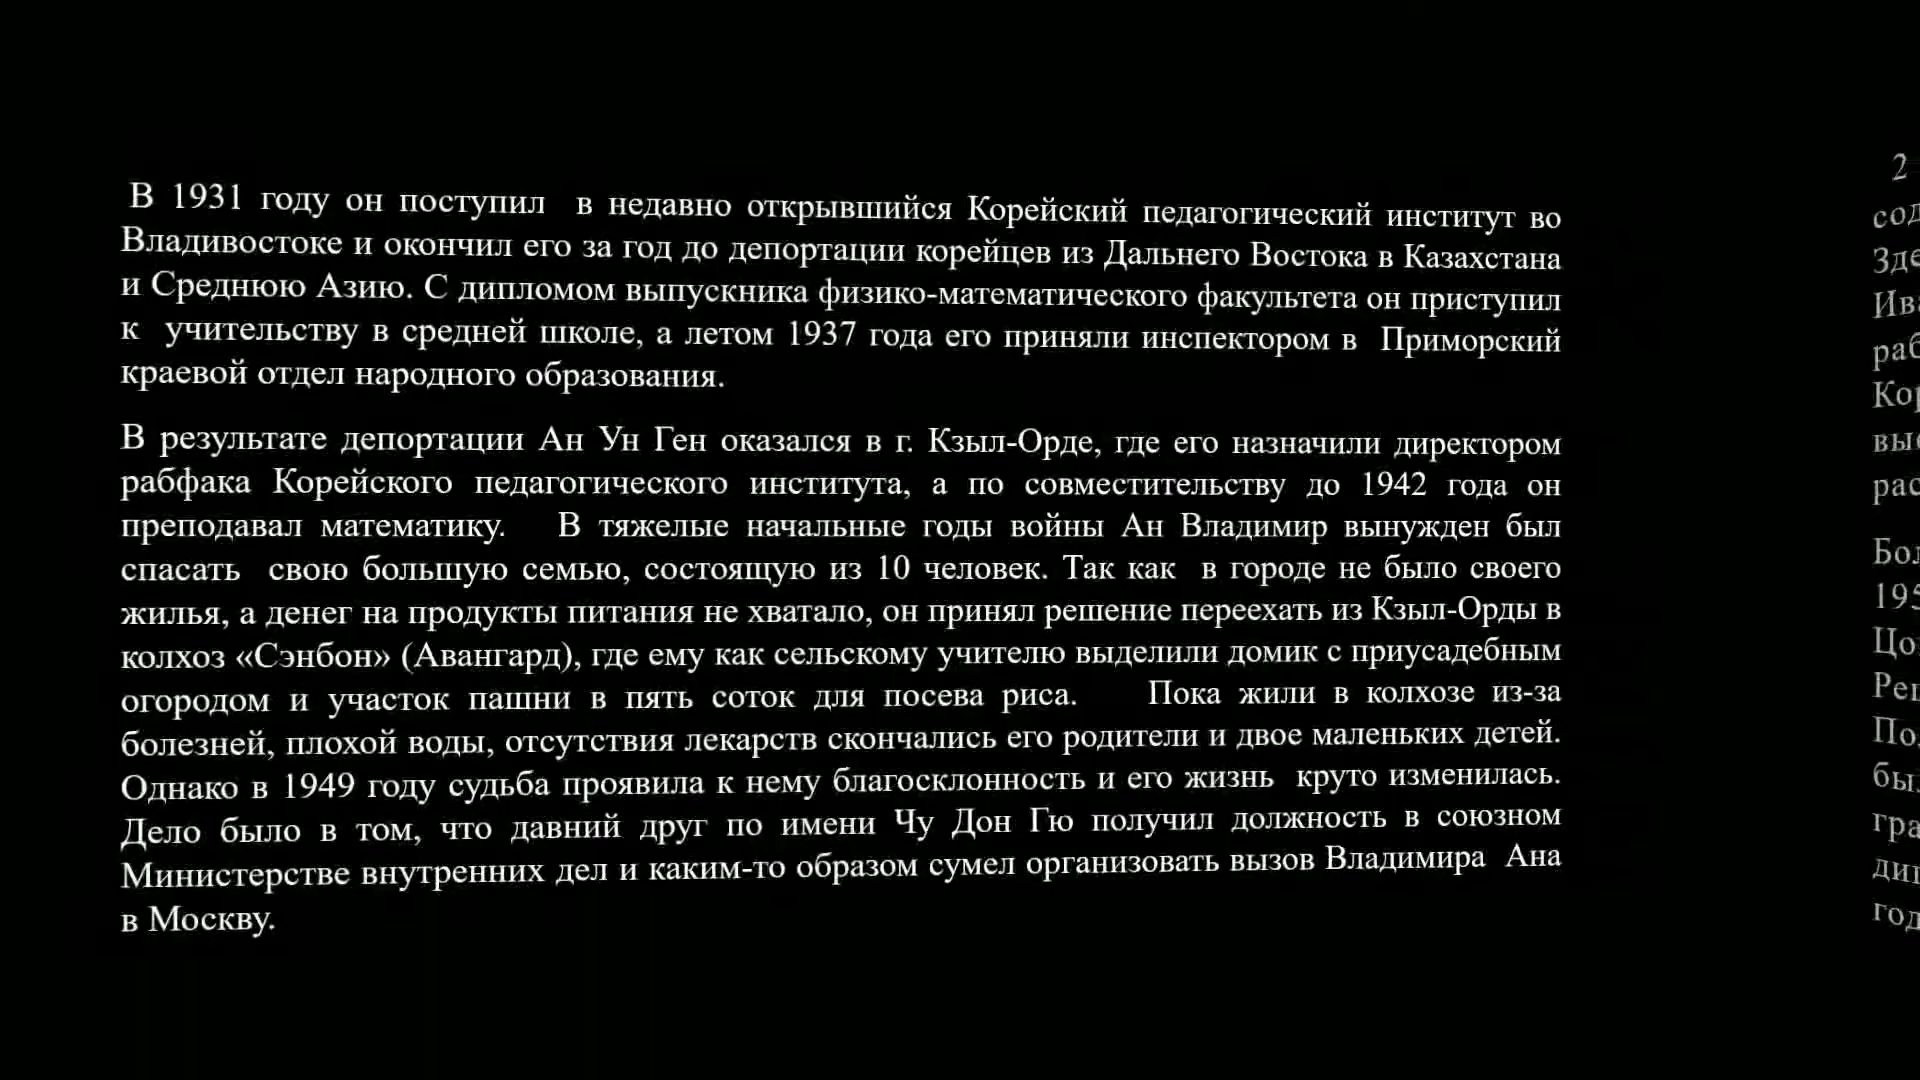 В 1931 году он поступил в недавно открывшийся Корейский педагогический институт во
Владивостоке и окончил его за год до депортации корейцев из Дальнего Востока в Казахстана
и Среднюю Азию. С дипломом выпускника физико-математического факультета он приступил
к учительству в средней школе, а летом 1937 года его приняли инспектором в Приморский
краевой отдел народного образования.
В результате депортации Ан Ун Ген оказался в г. Кзыл-Орде, где его назначили директором
рабфака Корейского педагогического института, а по совместительству до 1942 года он
преподавал математику. В тяжелые начальные годы войны Ан Владимир вынужден был
спасать свою большую семью, состоящую из 10 человек. Так как в городе не было своего
жилья, а денег на продукты питания не хватало, он принял решение переехать из Кзыл-Орды в
колхоз «Сэнбон» (Авангард), где ему как сельскому учителю выделили домик с приусадебным
огородом и участок пашни в пять соток для посева риса. Пока жили в колхозе из-за
болезней, плохой воды, отсутствия лекарств скончались его родители и двое маленьких детей.
Однако в 1949 году судьба проявила к нему благосклонность и его жизнь круто изменилась.
Дело было в том, что давний друг по имени Чу Дон Гю получил должность в союзном
Министерстве внутренних дел и каким-то образом сумел организовать вызов Владимира Ана
в Москву.
2